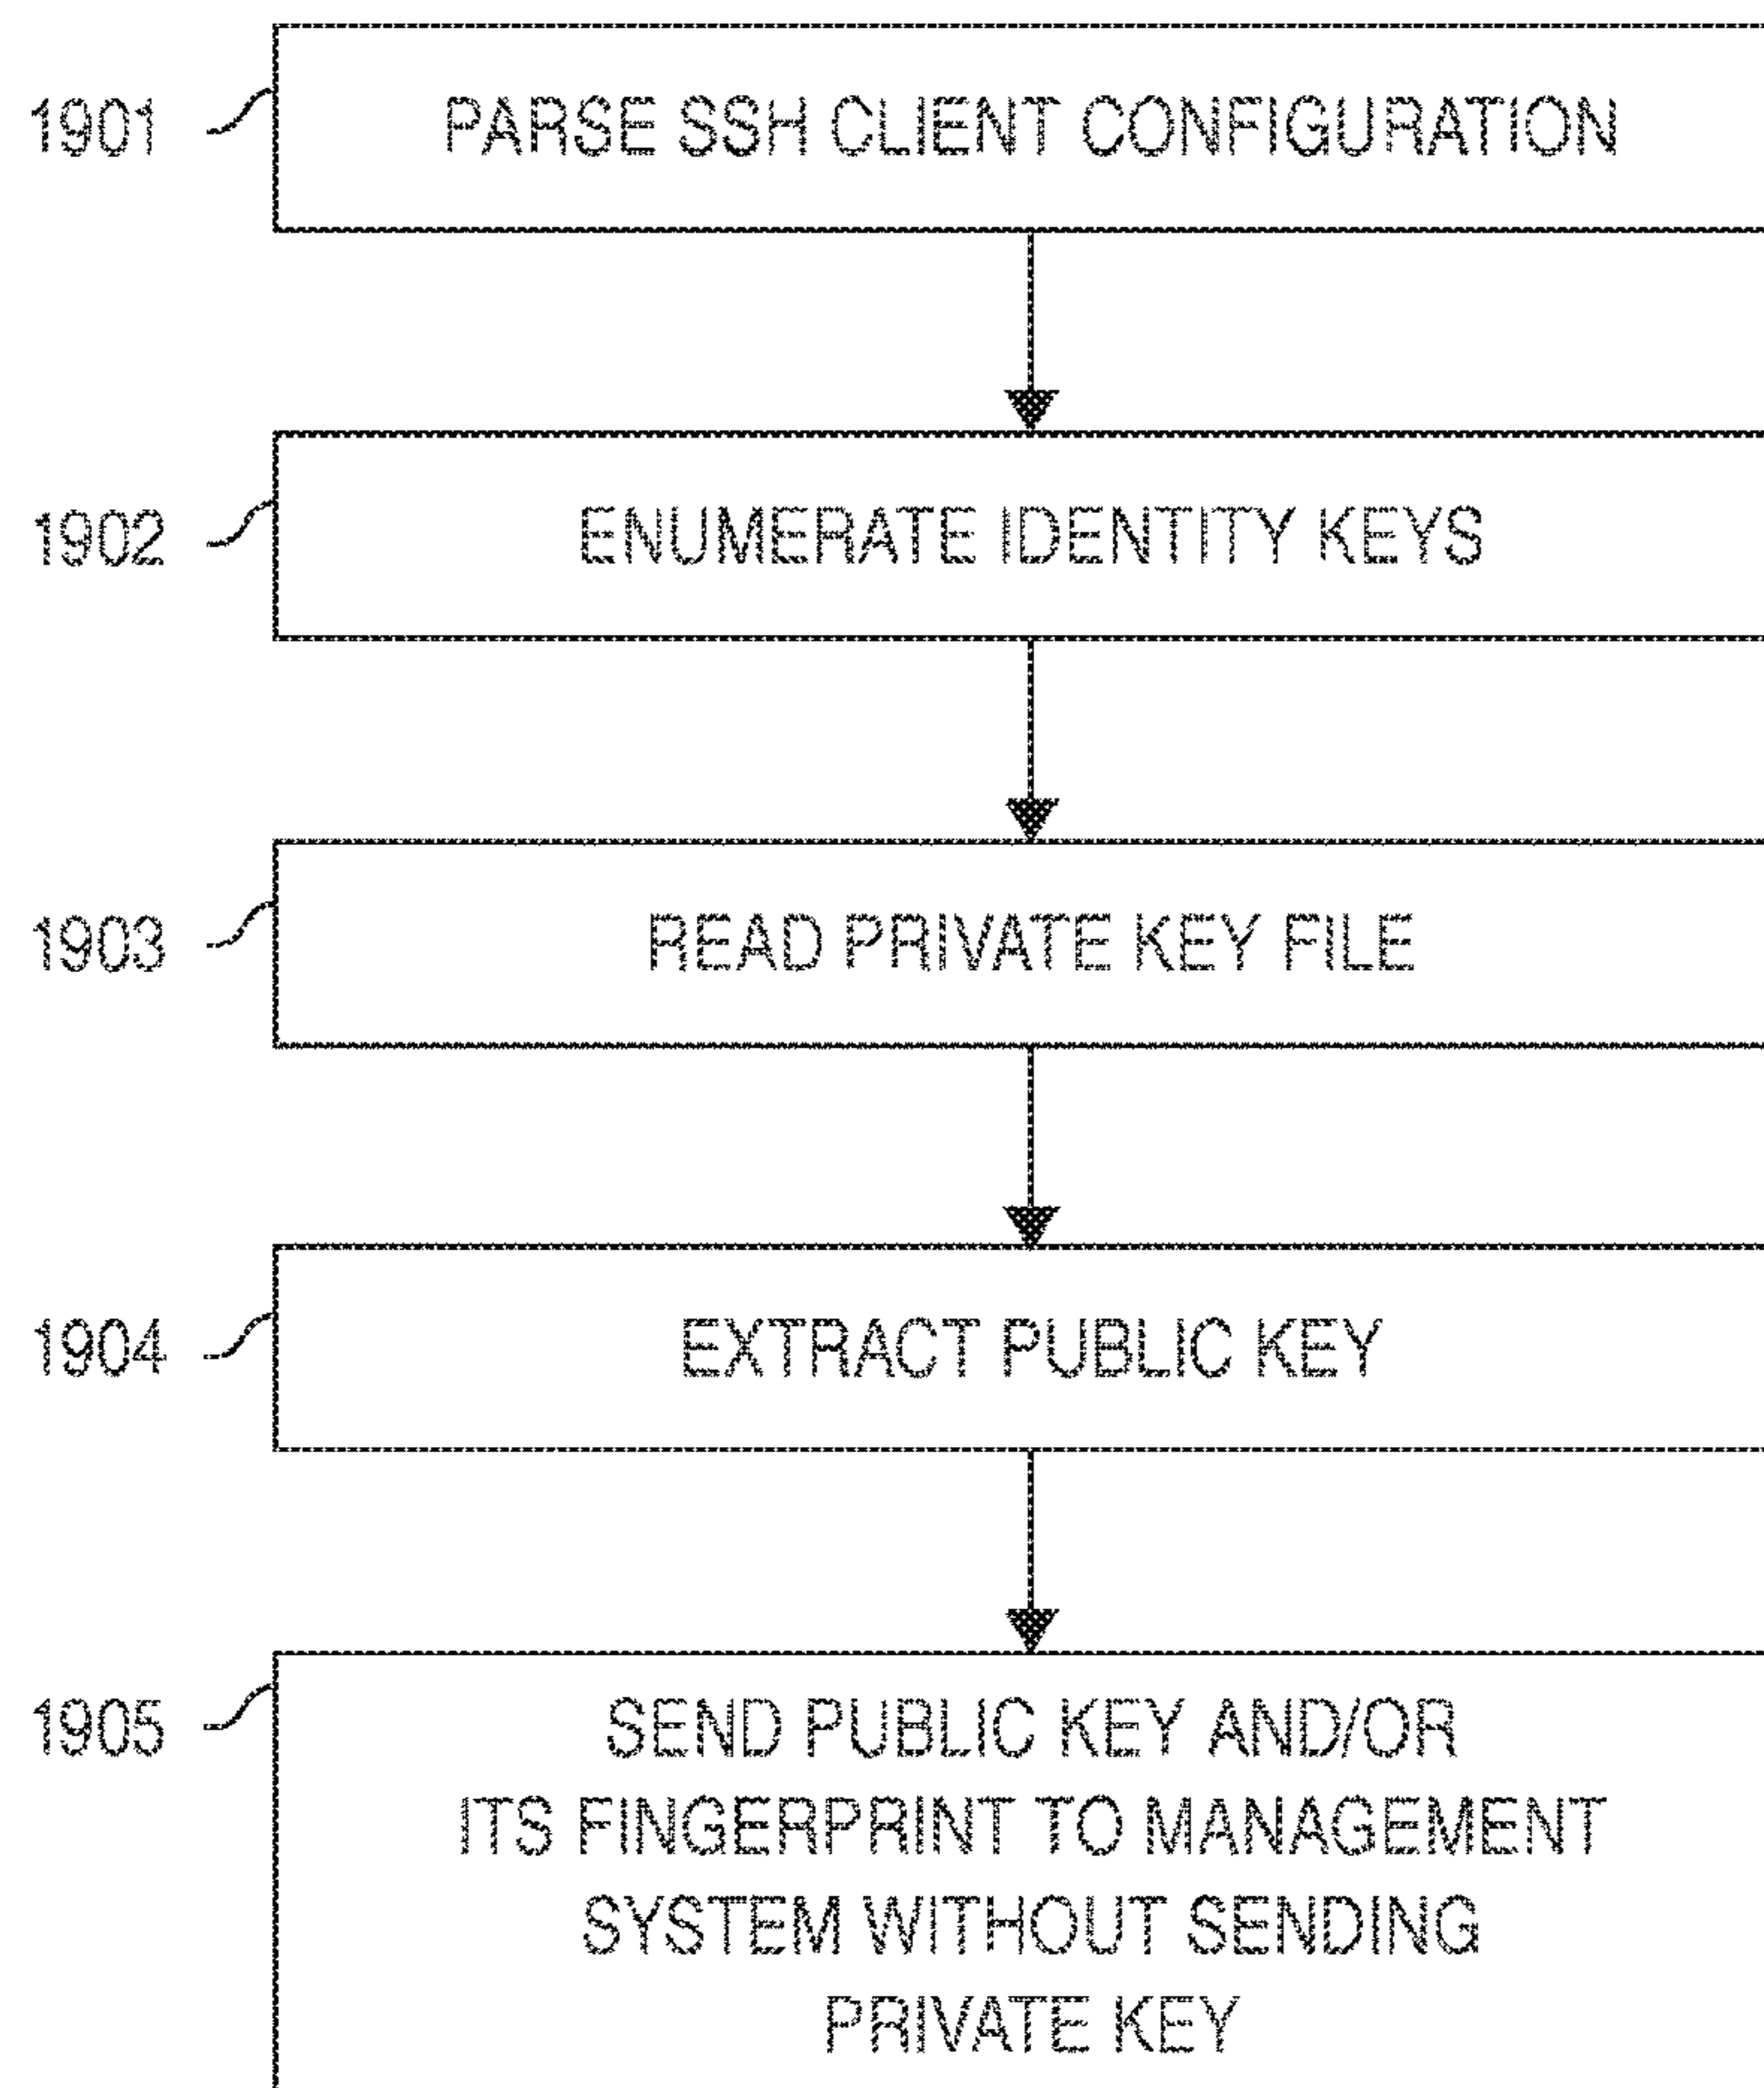 1901
PARSE SSH CLIENT CONFIGURATION
1902
ENUMERATE IDENTITY KEYS
1903
READ PRIVATE KEY FILE
1904
EXTRACT PUBLIC KEY
1905
SEND PUBLIC KEY AND/OR
ITS FINGERPRINT TO MANAGEMENT
SYSTEM WITHOUT SENDING
PRIVATE KEY